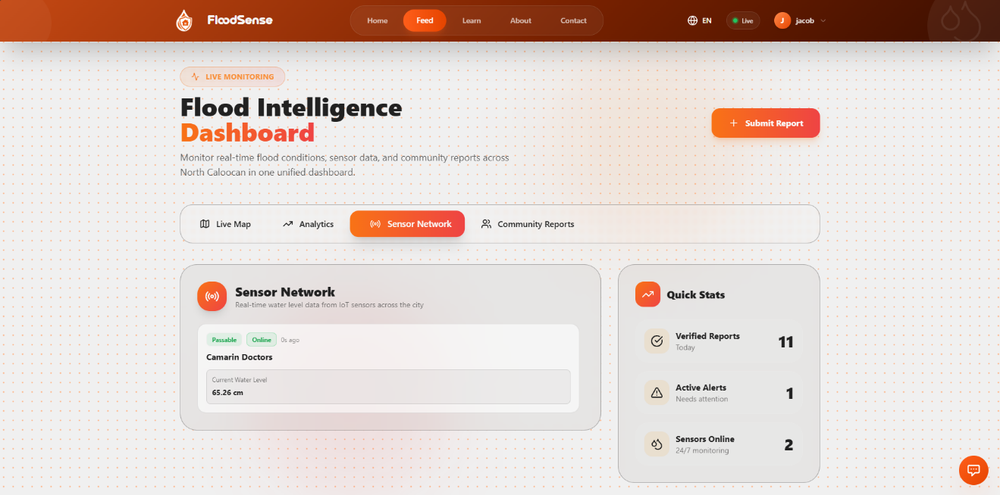 FloodSense
Home
Feed
Learn
About
Contact
EN
Live
J
jacob
LIVE MONITORING
Flood Intelligence
Dashboard
Monitor real-time flood conditions, sensor data, and community reports across
North Caloocan in one unified dashboard.
Submit Report
Live Map
Analytics
Sensor Network
Community Reports
Sensor Network
Real-time water level data from IoT sensors across the city
Passable
Online
0s ago
Camarin Doctors
Current Water Level
65.26 cm
Quick Stats
Verified Reports
Today
11
Active Alerts
Needs attention
1
Sensors Online
24/7 monitoring
2